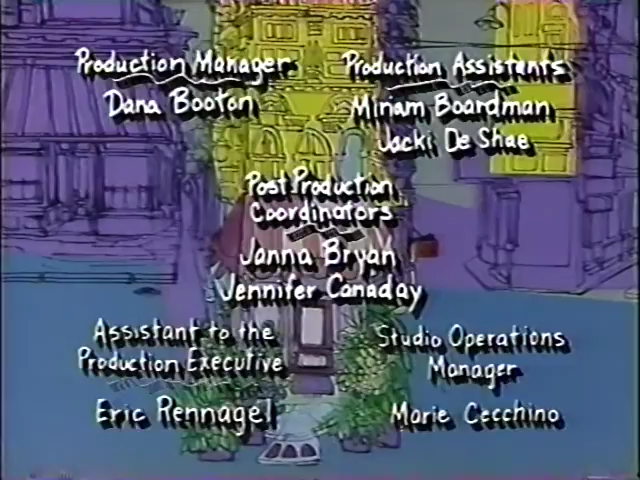 Production Manager
Dana Booton
Production Assistants
Miriam Boardman
Jacki De Shae
Post Production
Coordinators
Janna Bryan
Jennifer Canaday
Assistant to the
Production Executive
Eric Rennagel
Studio Operations
Manager
Marie Cecchino